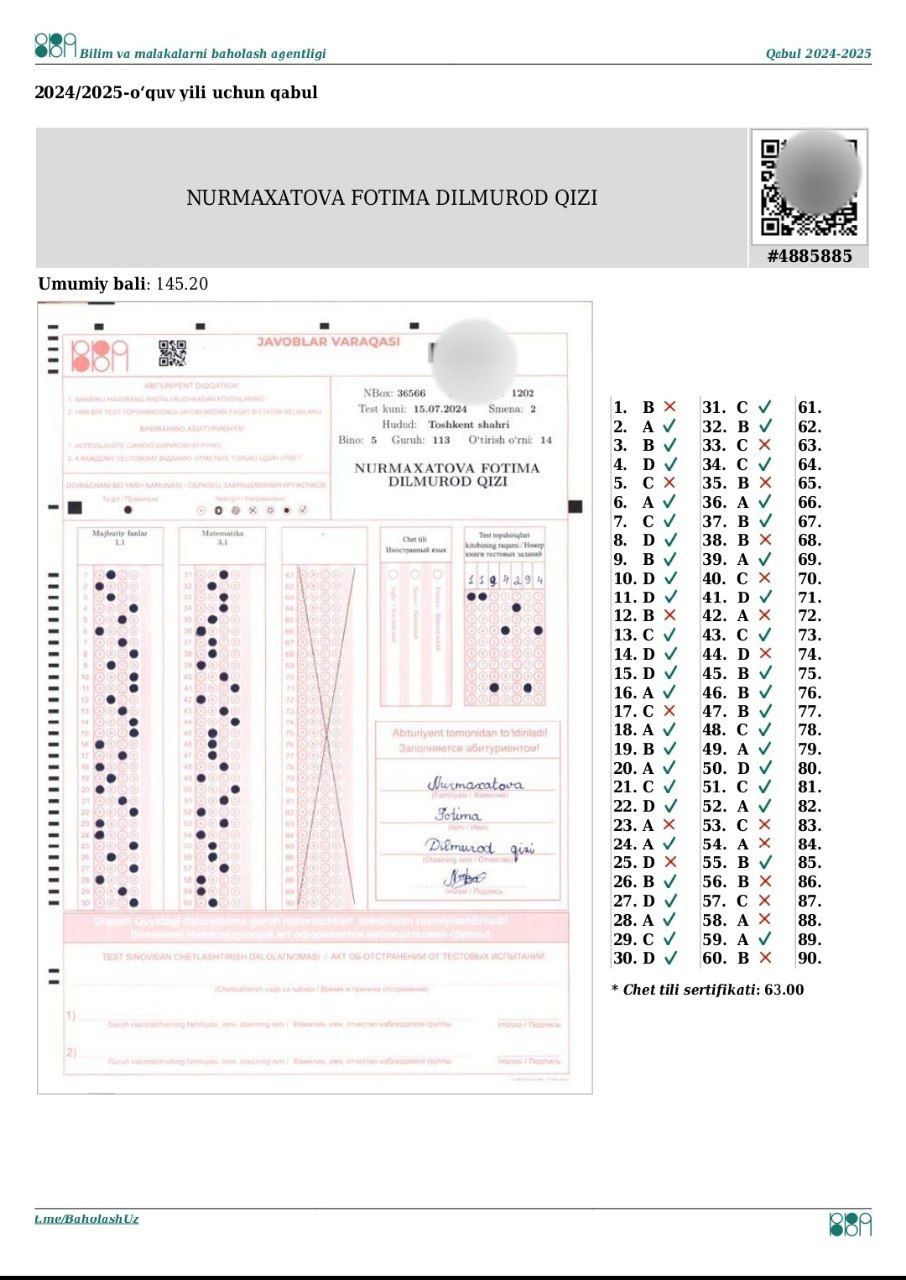 Bilim va malakalarni baholash agentligi
Qabul 2024-2025
2024/2025-o‘quv yili uchun qabul
NURMAXATOVA FOTIMA DILMUROD QIZI
#4885885
Umumiy bali: 145.20
JAVOBLAR VARAQASI
ABITURIYENT DIQQATIGA!
1. SHARIKLI HAVORANG PASTALI RUCHKADAN FOYDALANING.
2. HAR BIR TEST TOPSHIRIG'IDAGI JAVOBLARDAN FAQAT BITTASINI BELGILANG.
ВНИМАНИЮ АБИТУРИЕНТА!
1. ИСПОЛЬЗУЙТЕ СИНЮЮ ШАРИКОВУЮ РУЧКУ.
2. К КАЖДОМУ ТЕСТОВОМУ ЗАДАНИЮ ОТМЕТЬТЕ ТОЛЬКО ОДИН ОТВЕТ.
DOIRACHANI BO'YASH NAMUNASI / ОБРАЗЕЦ ЗАКРАШИВАНИЯ КРУЖОЧКОВ
To'g'ri / Правильно
Noto'g'ri / Неправильно
NBox: 36566
1202
Test kuni: 15.07.2024 Smena: 2
Hudud: Toshkent shahri
Bino: 5 Guruh: 113 O'tirish o'rni: 14
NURMAXATOVA FOTIMA
DILMUROD QIZI
Majburiy fanlar
1,1
Matematika
3,1
-
Chet tili
Иностранный язык
Test topshiriqlari
kitobining raqami / Номер
книги тестовых заданий
1 1 9 4 2 9 4
Abituriyent tomonidan to'ldiriladi!
Заполняется абитуриентом!
Nurmaxatova
(Familiyasi / Фамилия)
Fotima
(Ismi / Имя)
Dilmurod qizi
(Otasining ismi / Отчество)
(Imzosi / Подпись)
Diqqat! Quyidagi dalolatnoma guruh nazoratchilari tomonidan rasmiylashtiriladi!
Внимание! Нижеследующий акт оформляется наблюдателями группы!
TEST SINOVIDAN CHETLASHTIRISH DALOLATNOMASI / АКТ ОБ ОТСТРАНЕНИИ ОТ ТЕСТОВЫХ ИСПЫТАНИЙ
(Chetlashtirish vaqti va sababi / Время и причина отстранения)
1)
Guruh nazoratchisining familiyasi, ismi, otasining ismi / Фамилия, имя, отчество наблюдателя группы Imzosi / Подпись
2)
Guruh nazoratchisining familiyasi, ismi, otasining ismi / Фамилия, имя, отчество наблюдателя группы Imzosi / Подпись
1. B ✕ 31. C ✓ 61.
2. A ✓ 32. B ✓ 62.
3. B ✓ 33. C ✕ 63.
4. D ✓ 34. C ✓ 64.
5. C ✕ 35. B ✕ 65.
6. A ✓ 36. A ✓ 66.
7. C ✓ 37. B ✓ 67.
8. D ✓ 38. B ✕ 68.
9. B ✓ 39. A ✓ 69.
10. D ✓ 40. C ✕ 70.
11. D ✓ 41. D ✓ 71.
12. B ✕ 42. A ✕ 72.
13. C ✓ 43. C ✓ 73.
14. D ✓ 44. D ✕ 74.
15. D ✓ 45. B ✓ 75.
16. A ✓ 46. B ✓ 76.
17. C ✕ 47. B ✓ 77.
18. A ✓ 48. C ✓ 78.
19. B ✓ 49. A ✓ 79.
20. A ✓ 50. D ✓ 80.
21. C ✓ 51. C ✓ 81.
22. D ✓ 52. A ✓ 82.
23. A ✕ 53. C ✕ 83.
24. A ✓ 54. A ✕ 84.
25. D ✕ 55. B ✓ 85.
26. B ✓ 56. B ✕ 86.
27. D ✓ 57. C ✕ 87.
28. A ✓ 58. A ✕ 88.
29. C ✓ 59. A ✓ 89.
30. D ✓ 60. B ✕ 90.
* Chet tili sertifikati: 63.00
t.me/BaholashUz